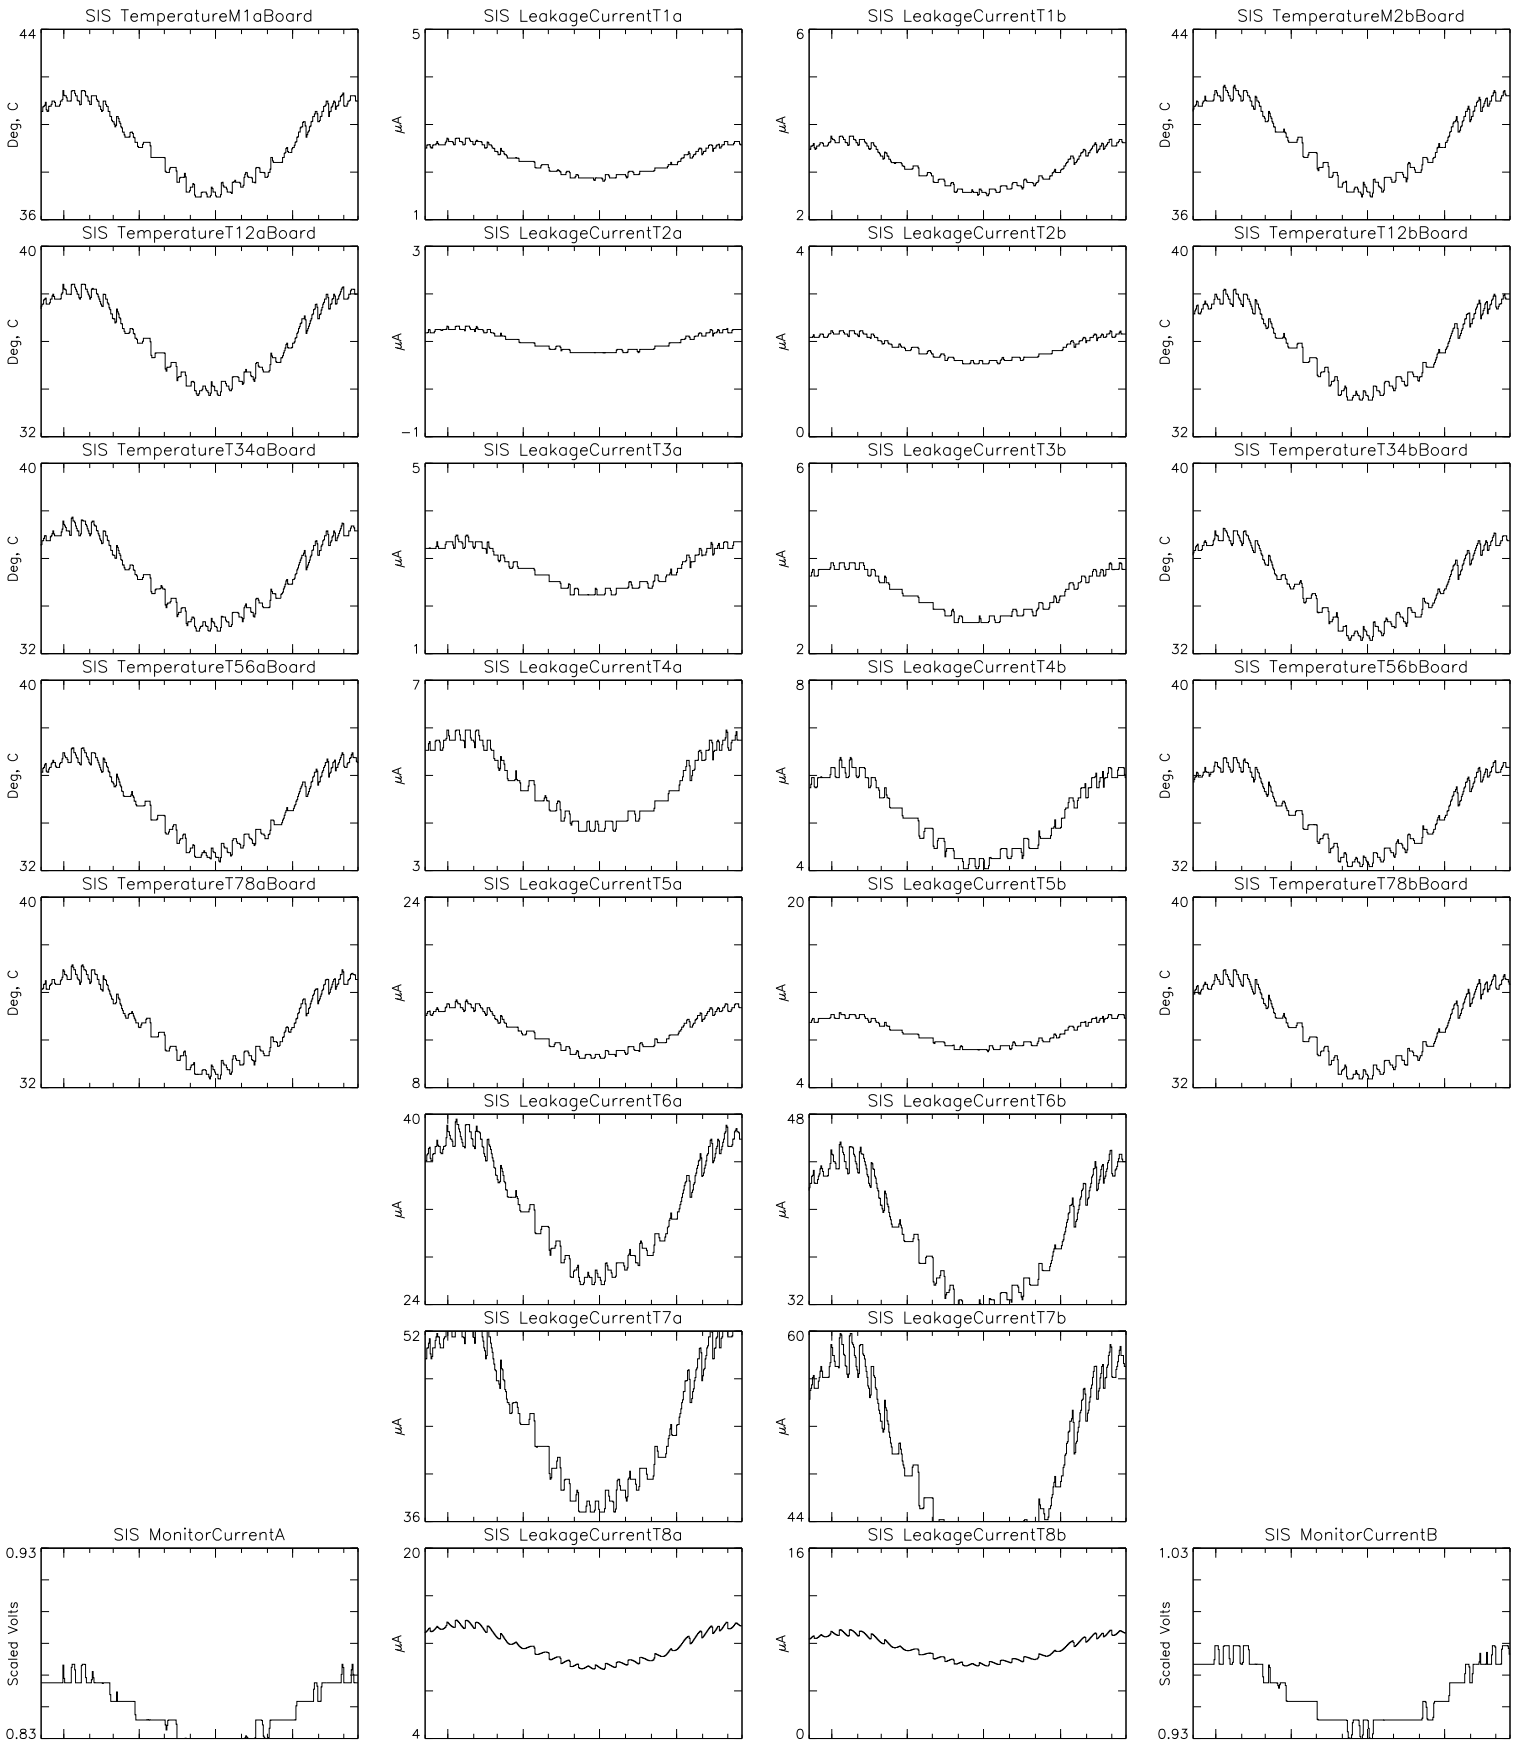 SIS TemperatureM1aBoard
44
Deg, C
36
SIS LeakageCurrentT1a
5
μA
1
SIS LeakageCurrentT1b
6
μA
2
SIS TemperatureM2bBoard
44
Deg, C
36
SIS TemperatureT12aBoard
40
Deg, C
32
SIS LeakageCurrentT2a
3
μA
-1
SIS LeakageCurrentT2b
4
μA
0
SIS TemperatureT12bBoard
40
Deg, C
32
SIS TemperatureT34aBoard
40
Deg, C
32
SIS LeakageCurrentT3a
5
μA
1
SIS LeakageCurrentT3b
6
μA
2
SIS TemperatureT34bBoard
40
Deg, C
32
SIS TemperatureT56aBoard
40
Deg, C
32
SIS LeakageCurrentT4a
7
μA
3
SIS LeakageCurrentT4b
8
μA
4
SIS TemperatureT56bBoard
40
Deg, C
32
SIS TemperatureT78aBoard
40
Deg, C
32
SIS LeakageCurrentT5a
24
μA
8
SIS LeakageCurrentT5b
20
μA
4
SIS TemperatureT78bBoard
40
Deg, C
32
SIS LeakageCurrentT6a
40
μA
24
SIS LeakageCurrentT6b
48
μA
32
SIS LeakageCurrentT7a
52
μA
36
SIS LeakageCurrentT7b
60
μA
44
SIS MonitorCurrentA
0.93
Scaled Volts
0.83
SIS LeakageCurrentT8a
20
μA
4
SIS LeakageCurrentT8b
16
μA
0
SIS MonitorCurrentB
1.03
Scaled Volts
0.93